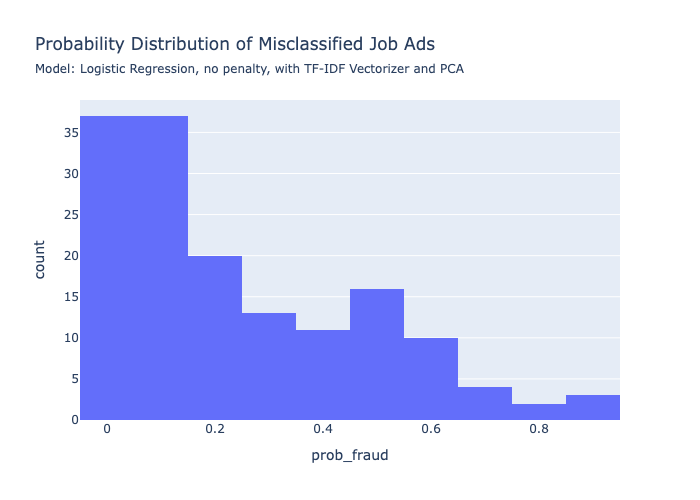 Probability Distribution of Misclassified Job Ads
Model: Logistic Regression, no penalty, with TF-IDF Vectorizer and PCA
35
30
25
20
15
10
5
0
count
0 0.2 0.4 0.6 0.8
prob_fraud